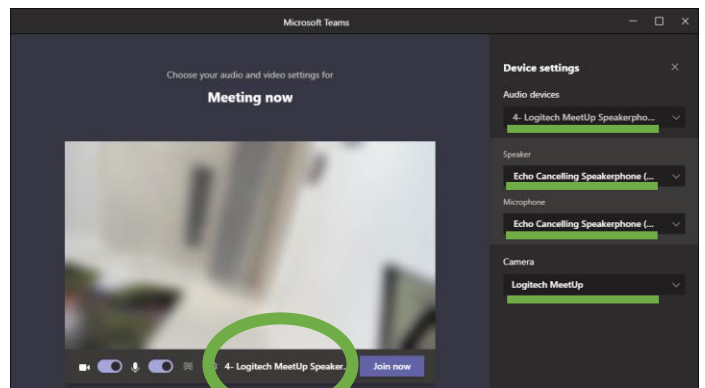 Microsoft Teams
Choose your audio and video settings for
Meeting now
4- Logitech MeetUp Speaker...
Join now
Device settings
Audio devices
4- Logitech MeetUp Speakerpho...
Speaker
Echo Cancelling Speakerphone (...
Microphone
Echo Cancelling Speakerphone (...
Camera
Logitech MeetUp